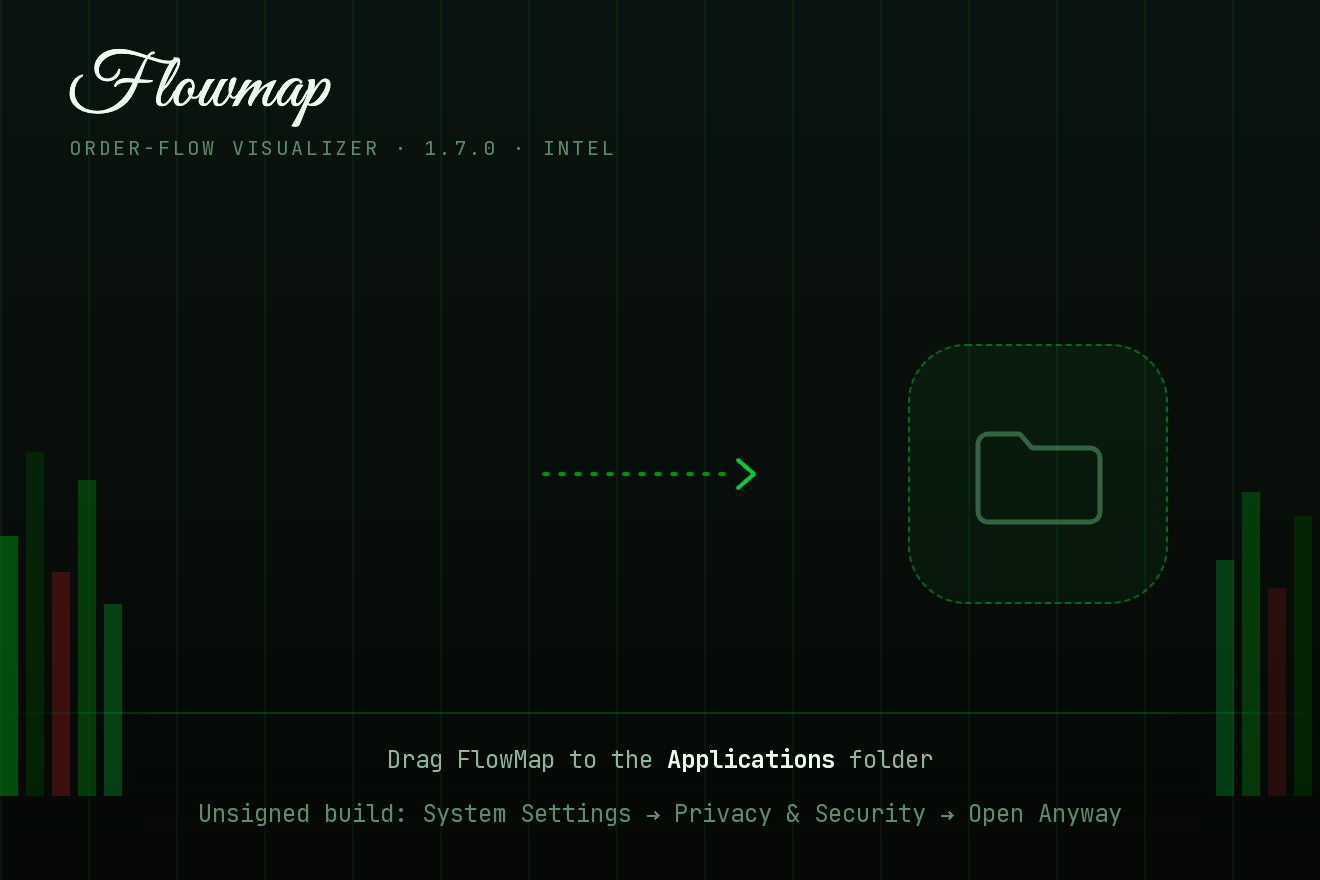 Flowmap
ORDER-FLOW VISUALIZER · 1.7.0 · INTEL
Drag FlowMap to the Applications folder
Unsigned build: System Settings → Privacy & Security → Open Anyway